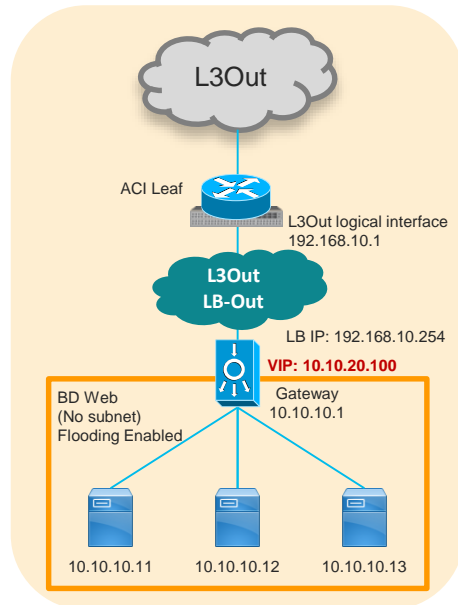 L3Out
ACI Leaf
L3Out logical interface
192.168.10.1
L3Out
LB-Out
LB IP: 192.168.10.254
VIP: 10.10.20.100
BD Web
(No subnet)
Flooding Enabled
Gateway
10.10.10.1
10.10.10.11
10.10.10.12
10.10.10.13